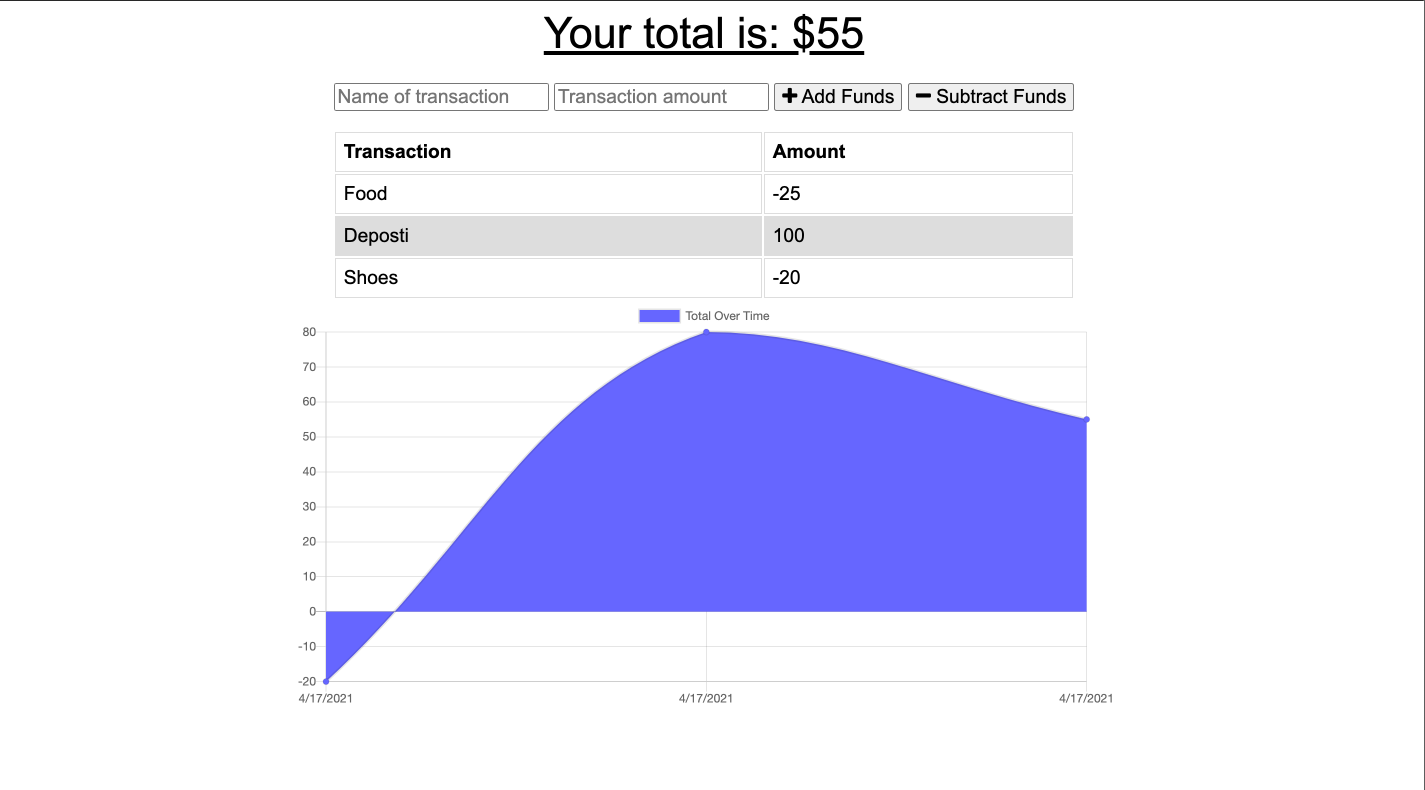 Your total is: $55
Name of transaction Transaction amount Add Funds Subtract Funds
Transaction Amount
Food -25
Deposti 100
Shoes -20
Total Over Time
80
70
60
50
40
30
20
10
0
-10
-20
4/17/2021 4/17/2021 4/17/2021